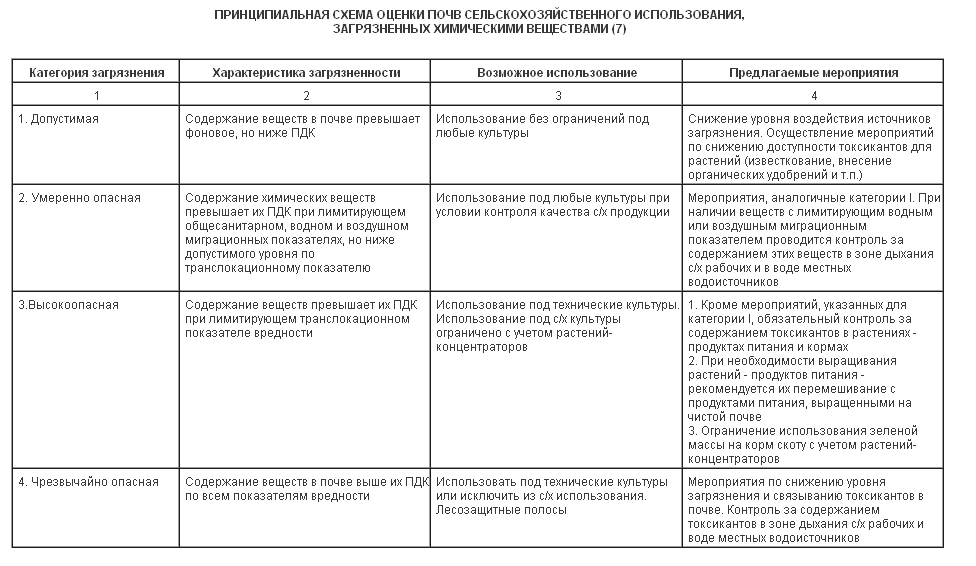 ПРИНЦИПИАЛЬНАЯ СХЕМА ОЦЕНКИ ПОЧВ СЕЛЬСКОХОЗЯЙСТВЕННОГО ИСПОЛЬЗОВАНИЯ,
ЗАГРЯЗНЕННЫХ ХИМИЧЕСКИМИ ВЕЩЕСТВАМИ (7)
Категория загрязнения
Характеристика загрязненности
Возможное использование
Предлагаемые мероприятия
1
2
3
4
1. Допустимая
Содержание веществ в почве превышает
фоновое, но ниже ПДК
Использование без ограничений под
любые культуры
Снижение уровня воздействия источников
загрязнения. Осуществление мероприятий
по снижению доступности токсикантов для
растений (известкование, внесение
органических удобрений и т.п.)
2. Умеренно опасная
Содержание химических веществ
превышает их ПДК при лимитирующем
общесанитарном, водном и воздушном
миграционных показателях, но ниже
допустимого уровня по
транслокационному показателю
Использование под любые культуры при
условии контроля качества с/х продукции
Мероприятия, аналогичные категории I. При
наличии веществ с лимитирующим водным
или воздушным миграционным
показателем проводится контроль за
содержанием этих веществ в зоне дыхания
с/х рабочих и в воде местных
водоисточников
3.Высокоопасная
Содержание веществ превышает их ПДК
при лимитирующем транслокационном
показателе вредности
Использование под технические культуры.
Использование под с/х культуры
ограничено с учетом растений-
концентраторов
1. Кроме мероприятий, указанных для
категории I, обязательный контроль за
содержанием токсикантов в растениях -
продуктах питания и кормах
2. При необходимости выращивания
растений - продуктов питания -
рекомендуется их перемешивание с
продуктами питания, выращенными на
чистой почве
3. Ограничение использования зеленой
массы на корм скоту с учетом растений-
концентраторов
4. Чрезвычайно опасная
Содержание веществ в почве выше их ПДК
по всем показателям вредности
Использовать под технические культуры
или исключить из с/х использования.
Лесозащитные полосы
Мероприятия по снижению уровня
загрязнения и связыванию токсикантов в
почве. Контроль за содержанием
токсикантов в зоне дыхания с/х рабочих и
воде местных водоисточников